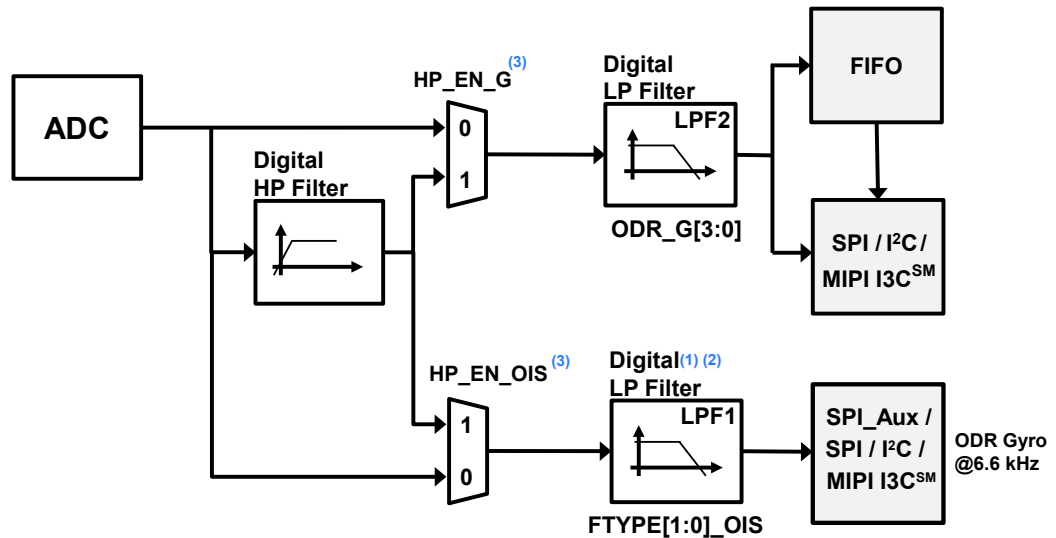 ADC
HP_EN_G(3)
0
1
Digital
HP Filter
Digital
LP Filter
LPF2
ODR_G[3:0]
FIFO
SPI / I²C /
MIPI I3Cˢᴹ
HP_EN_OIS(3)
1
0
Digital(1) (2)
LP Filter
LPF1
FTYPE[1:0]_OIS
SPI_Aux /
SPI / I²C /
MIPI I3Cˢᴹ
ODR Gyro
@6.6 kHz